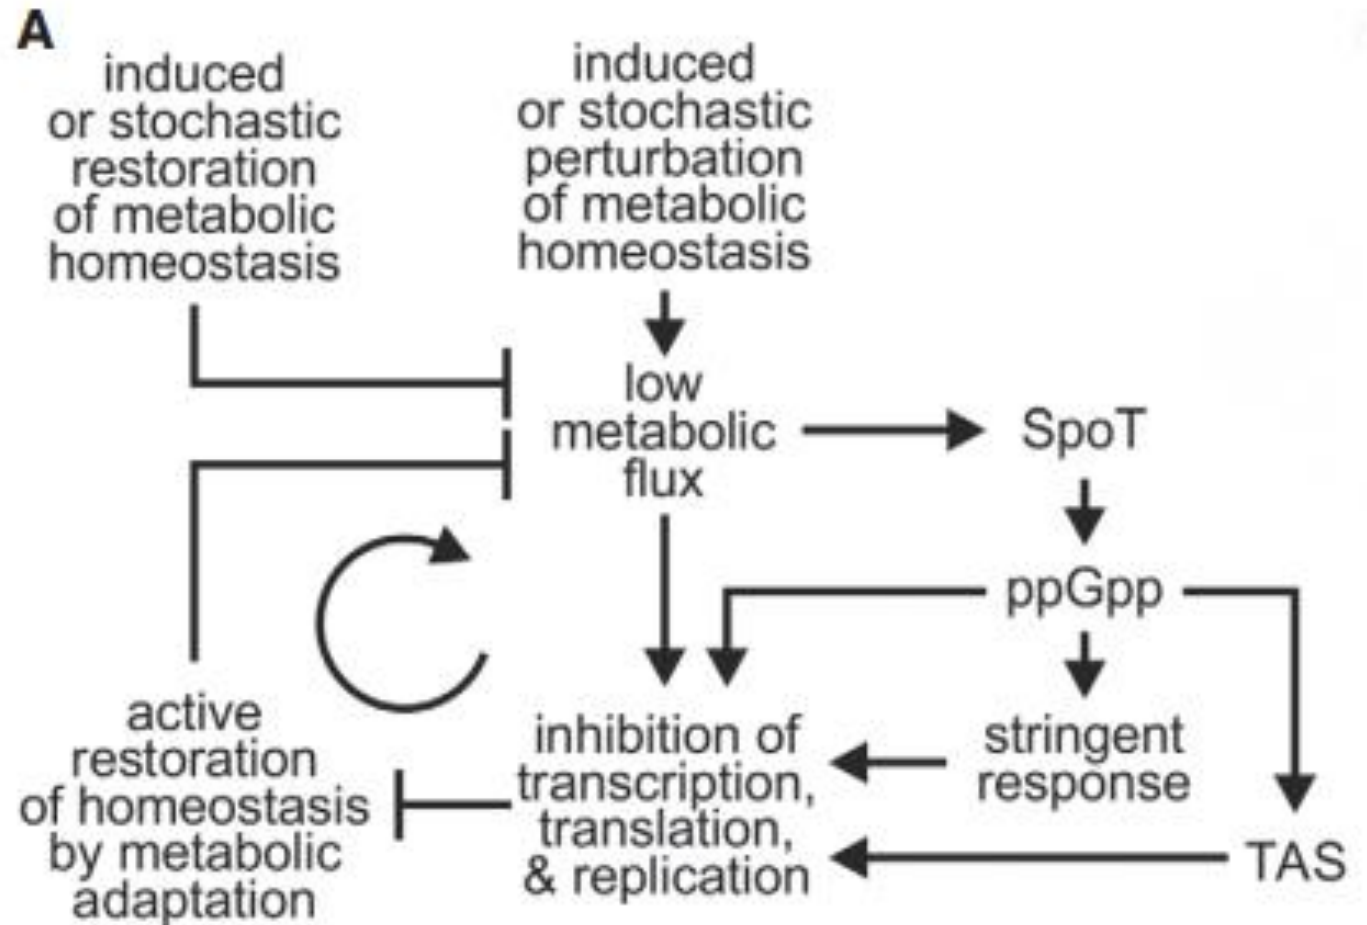 A
induced
or stochastic
restoration
of metabolic
homeostasis
induced
or stochastic
perturbation
of metabolic
homeostasis
low
metabolic
flux
SpoT
ppGpp
stringent
response
TAS
inhibition of
transcription,
translation,
& replication
active
restoration
of homeostasis
by metabolic
adaptation